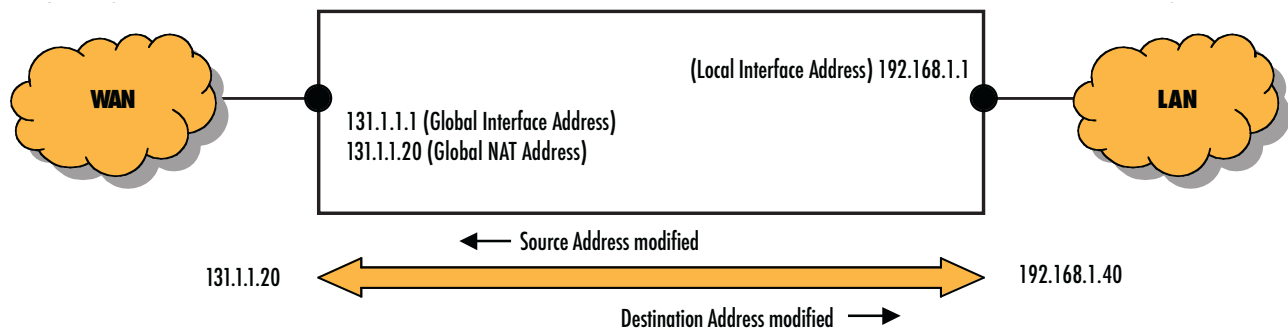 WAN
(Local Interface Address) 192.168.1.1
LAN
131.1.1.1 (Global Interface Address)
131.1.1.20 (Global NAT Address)
Source Address modified
131.1.1.20
192.168.1.40
Destination Address modified